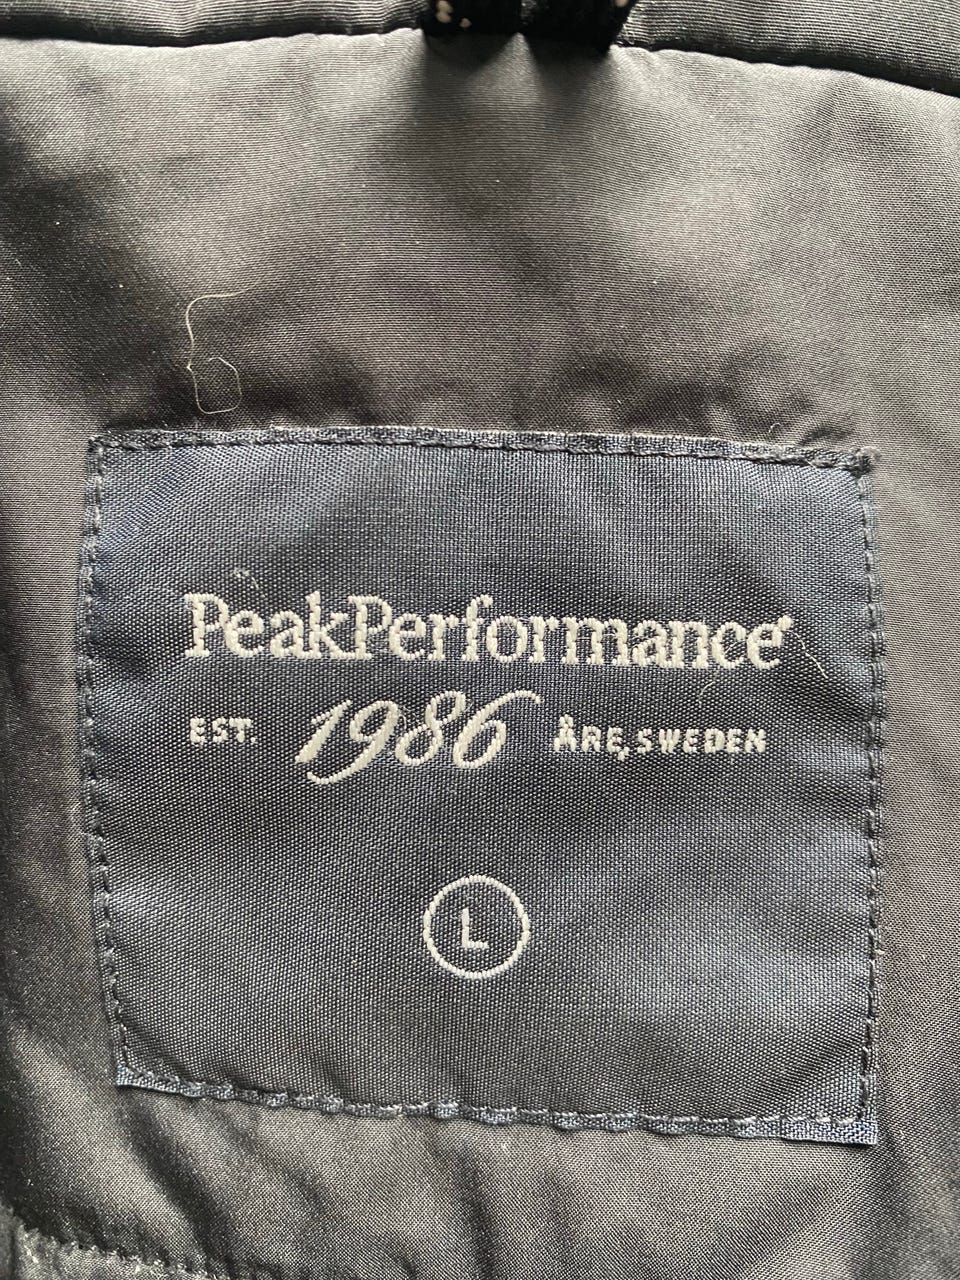 PeakPerformance
EST. 1986 ÅRE, SWEDEN
L